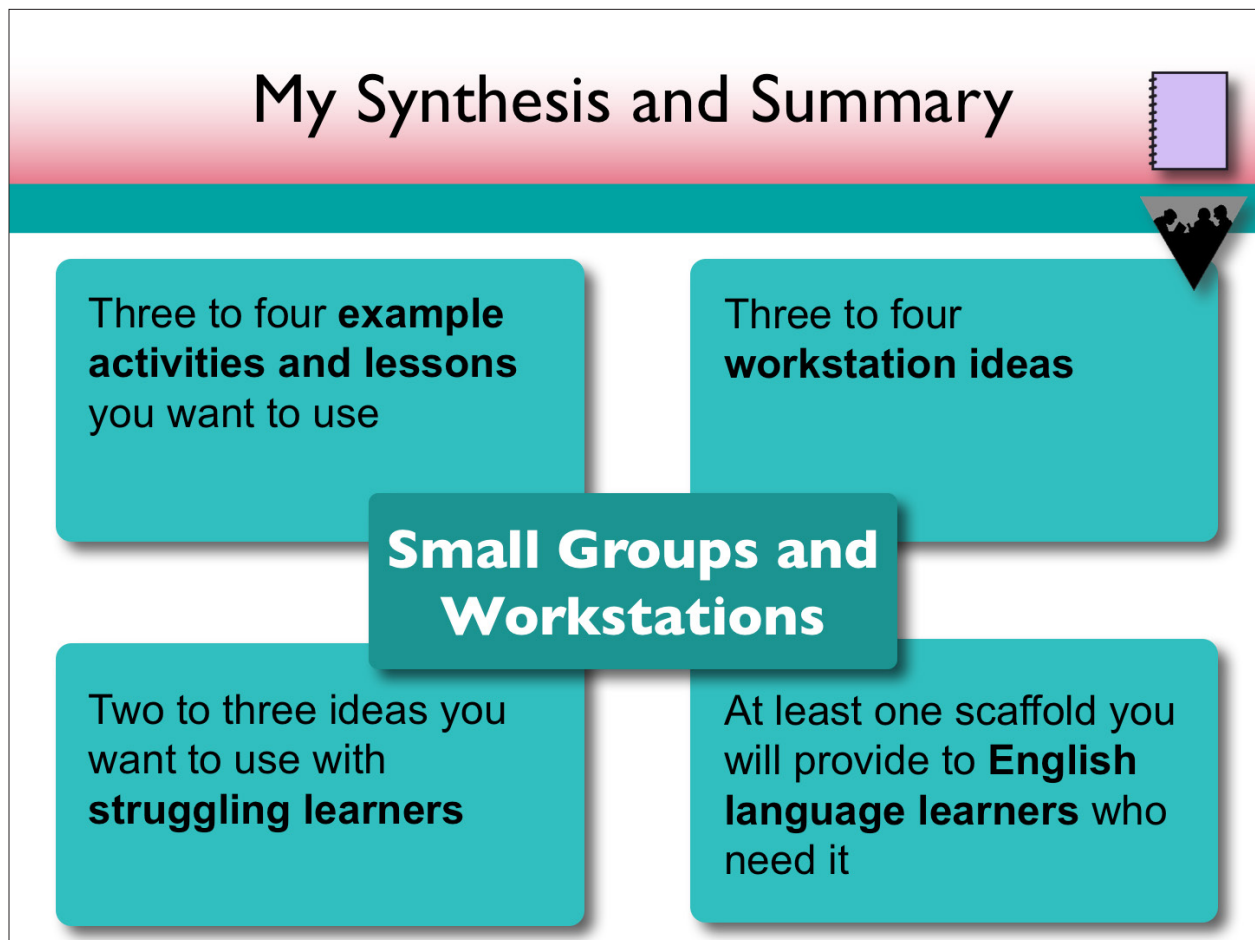 My Synthesis and Summary
Three to four example
activities and lessons
you want to use
Three to four
workstation ideas
Small Groups and
Workstations
Two to three ideas you
want to use with
struggling learners
At least one scaffold you
will provide to English
language learners who
need it